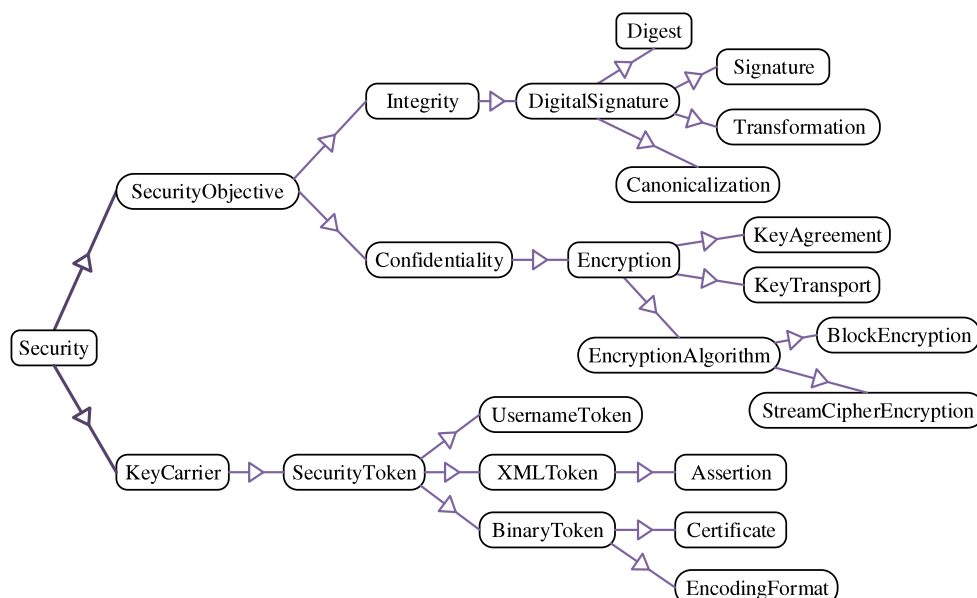 Digest
Signature
Integrity
DigitalSignature
Transformation
Canonicalization
SecurityObjective
KeyAgreement
Confidentiality
Encryption
KeyTransport
BlockEncryption
Security
EncryptionAlgorithm
StreamCipherEncryption
UsernameToken
KeyCarrier
SecurityToken
XMLToken
Assertion
BinaryToken
Certificate
EncodingFormat